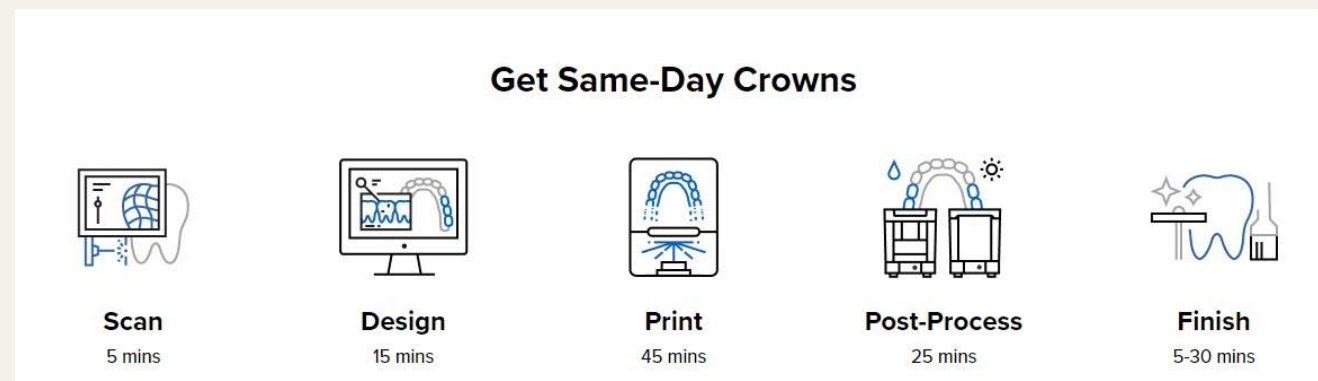 Get Same-Day Crowns
Scan
5 mins
Design
15 mins
Print
45 mins
Post-Process
25 mins
Finish
5-30 mins